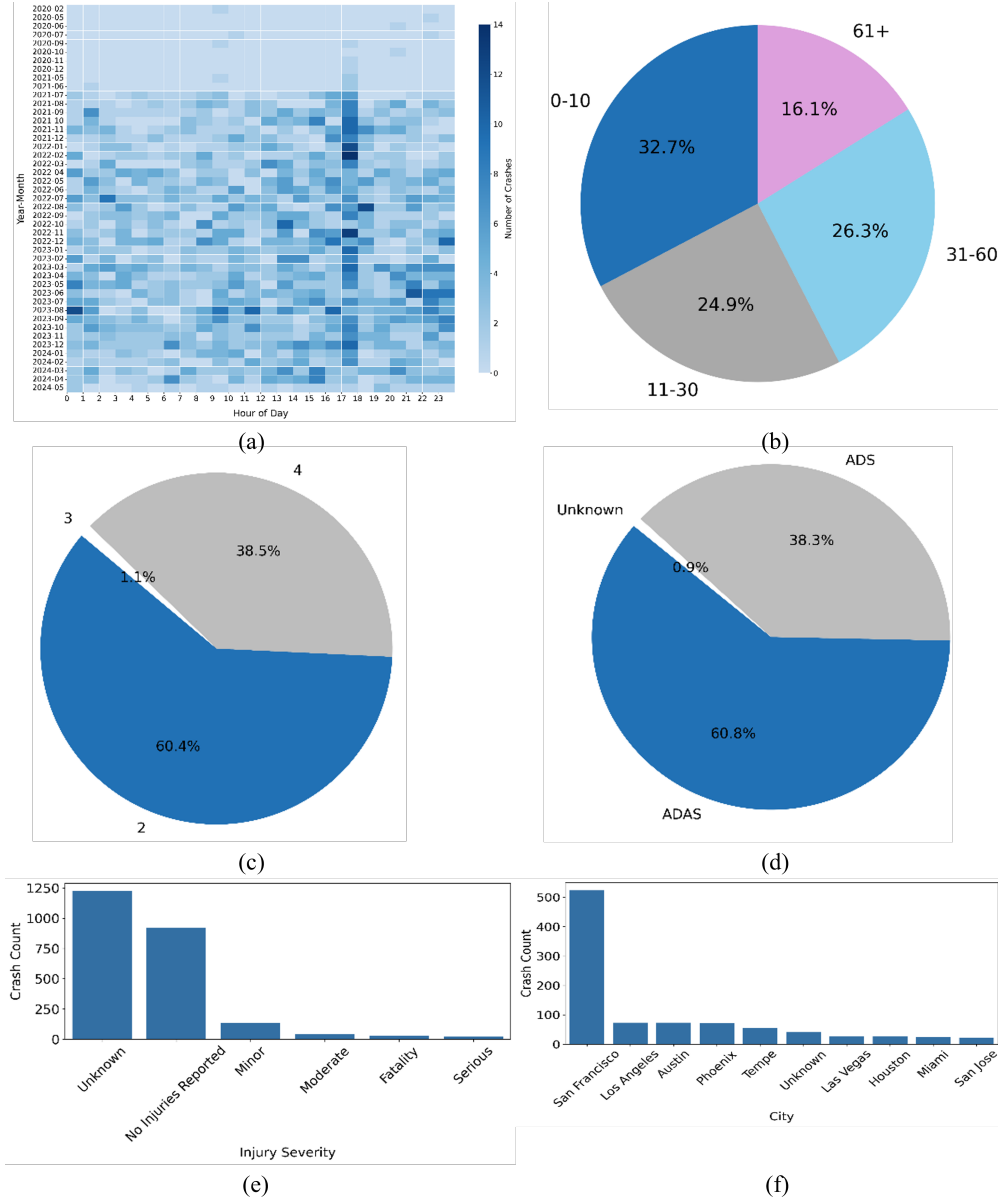 2020-02
2020-05
2020-06
2020-07
2020-09
2020-10
2020-11
2020-12
2021-05
2021-06
2021-07
2021-08
2021-09
2021 10
2021-11
2021-12
2022-01
2022-02
2022-03
2022 04
2022-05
2022-06
2022-07
2022-08
2022-09
2022-10
2022-11
2022-12
2023-01
2023-02
2023-03
2023-04
2023-05
2023-06
2023-07
2023-08
2023-09
2023-10
2023 11
2023-12
2024-01
2024-02
2024-03
2024-04
2024 05
Year-Month
0 1 2 3 4 5 6 7 8 9 10 11 12 13 14 15 16 17 18 19 20 21 22 23
Hour of Day
14
12
10
8
6
4
2
0
Number of Crashes
(a)
61+
0-10
16.1%
32.7%
26.3%
31-60
24.9%
11-30
(b)
4
3
38.5%
1.1%
60.4%
2
(c)
ADS
Unknown
38.3%
0.9%
60.8%
ADAS
(d)
1250
1000
750
500
250
0
Crash Count
Unknown
No Injuries Reported
Minor
Moderate
Fatality
Serious
Injury Severity
(e)
500
400
300
200
100
0
Crash Count
San Francisco
Los Angeles
Austin
Phoenix
Tempe
Unknown
Las Vegas
Houston
Miami
San Jose
City
(f)